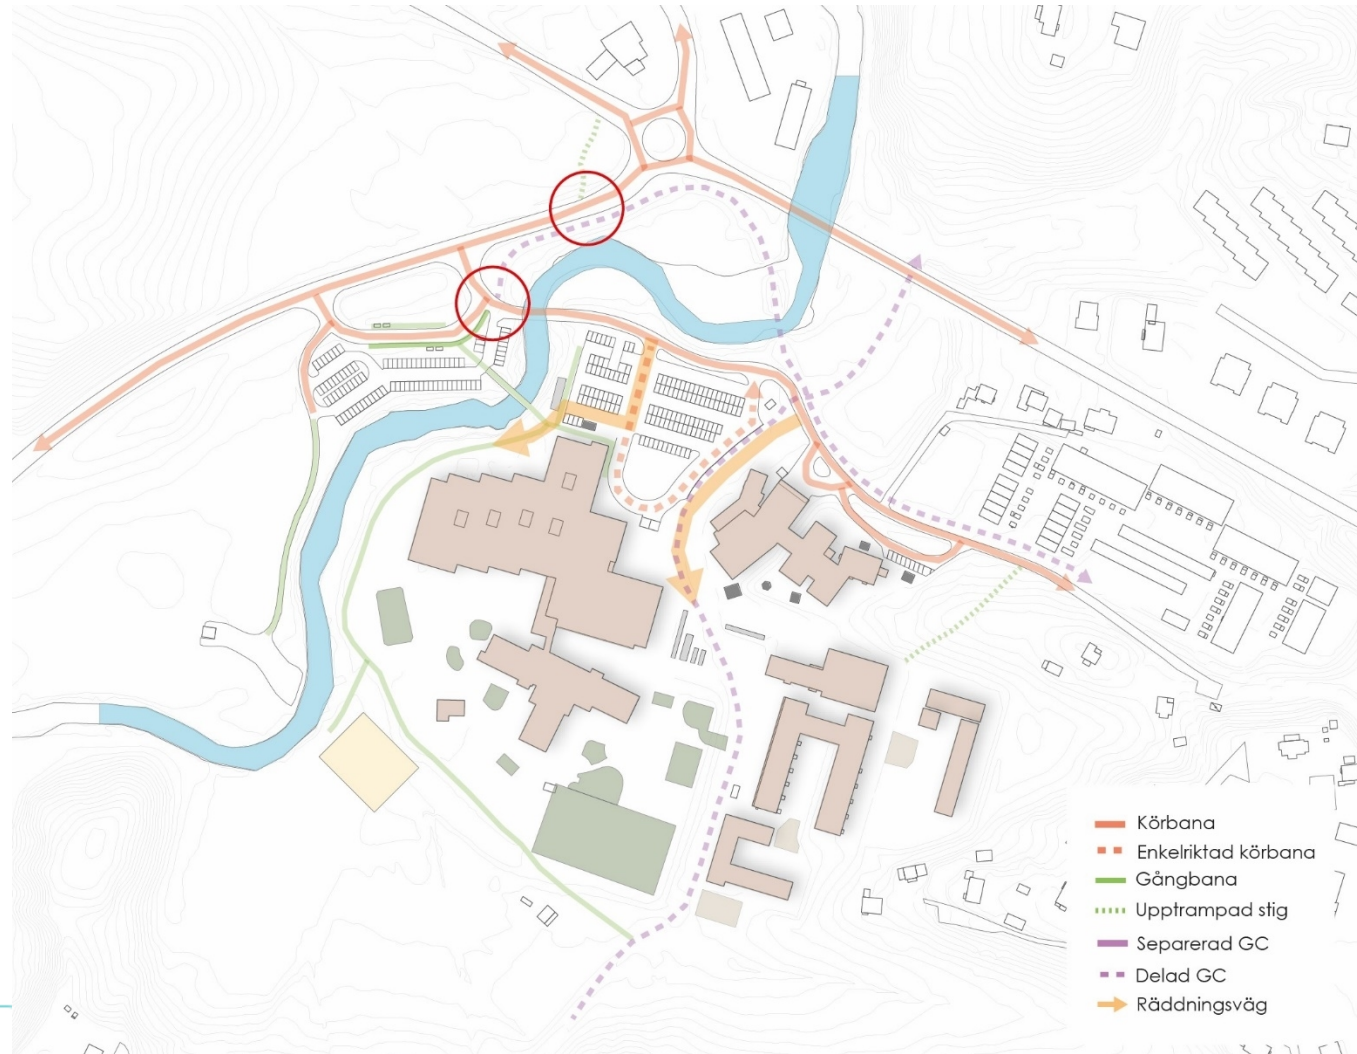 Körbana
Enkelriktad körbana
Gångbana
Upptrampad stig
Separerad GC
Delad GC
Räddningsväg